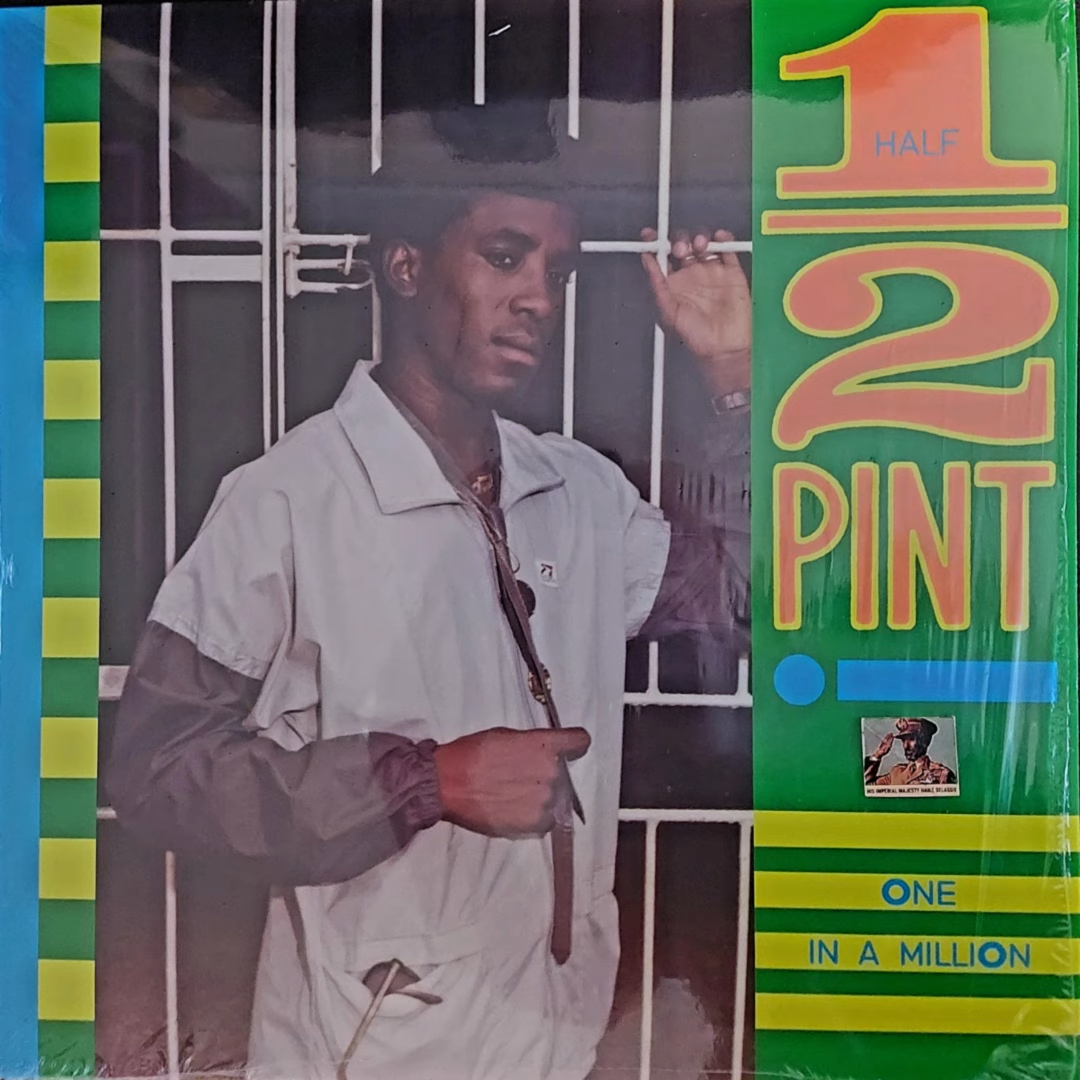 1
HALF
2
PINT
HIS IMPERIAL MAJESTY HAILE SELASSIE
ONE
IN A MILLION